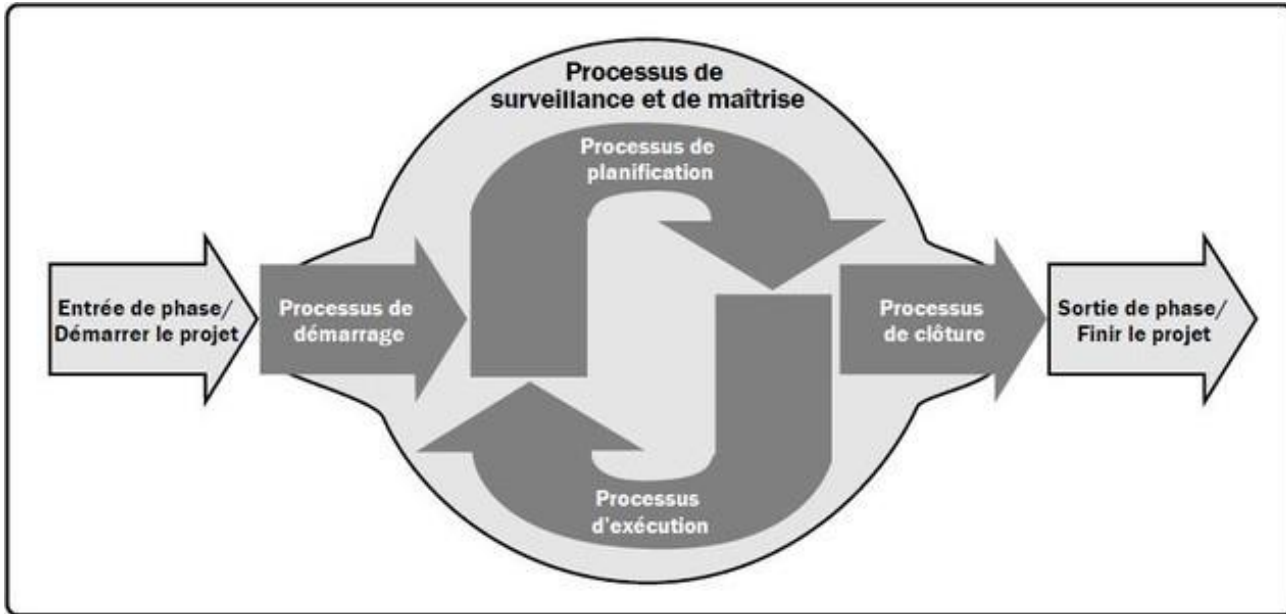 Processus de
surveillance et de maîtrise
Processus de
planification
Entrée de phase/
Démarrer le projet
Processus de
démarrage
Processus
de clôture
Sortie de phase/
Finir le projet
Processus
d'exécution